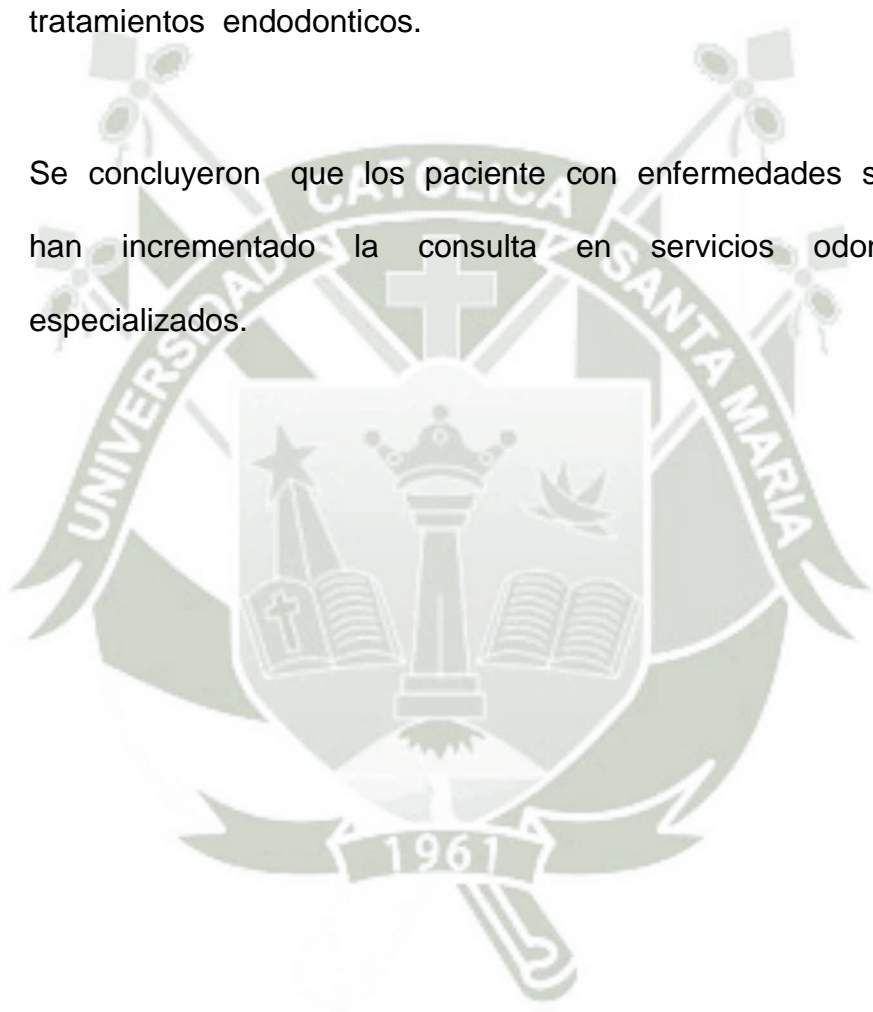 tratamientos endodonticos.
Se concluyeron que los paciente con enfermedades s
han incrementado la consulta en servicios odo
especializados.
UNIVERSIDAD CATOLICA SANTA MARIA
1961